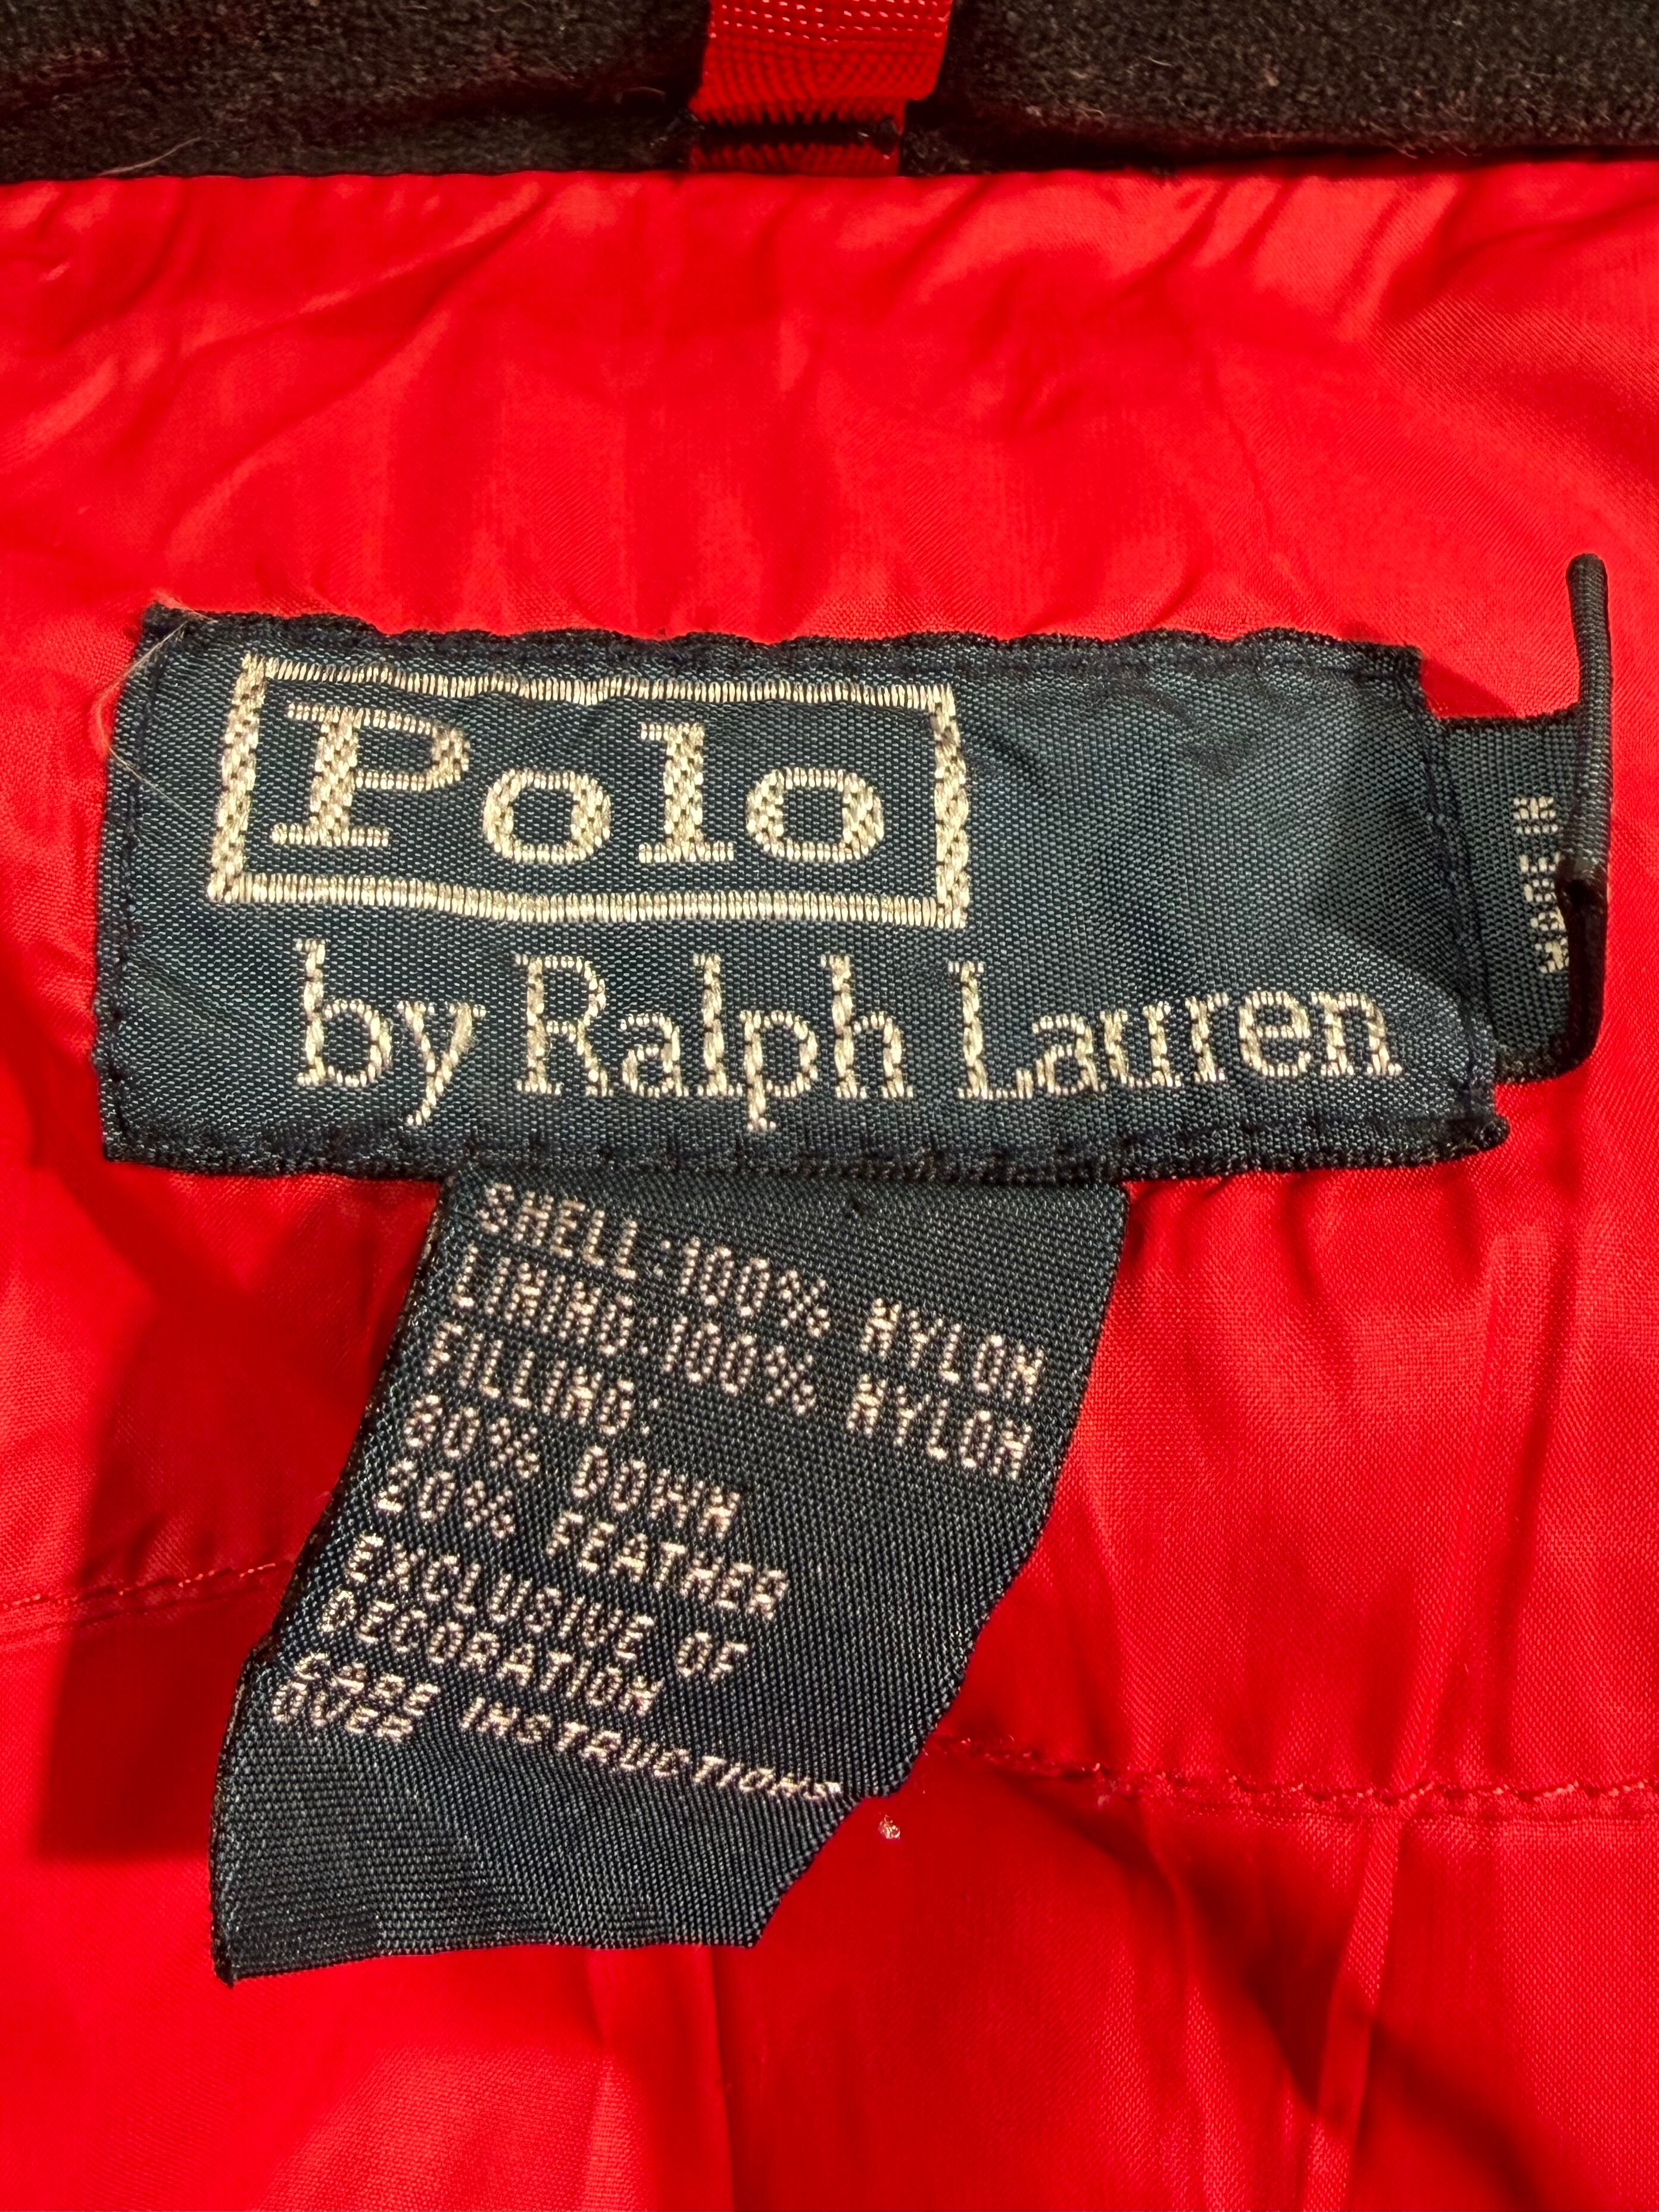 Polo
by Ralph Lauren
MADE IN
SHELL:100% NYLON
LINING:100% NYLON
FILLING:
80% DOWN
20% FEATHER
EXCLUSIVE OF
DECORATION
CARE INSTRUCTIONS
OVER